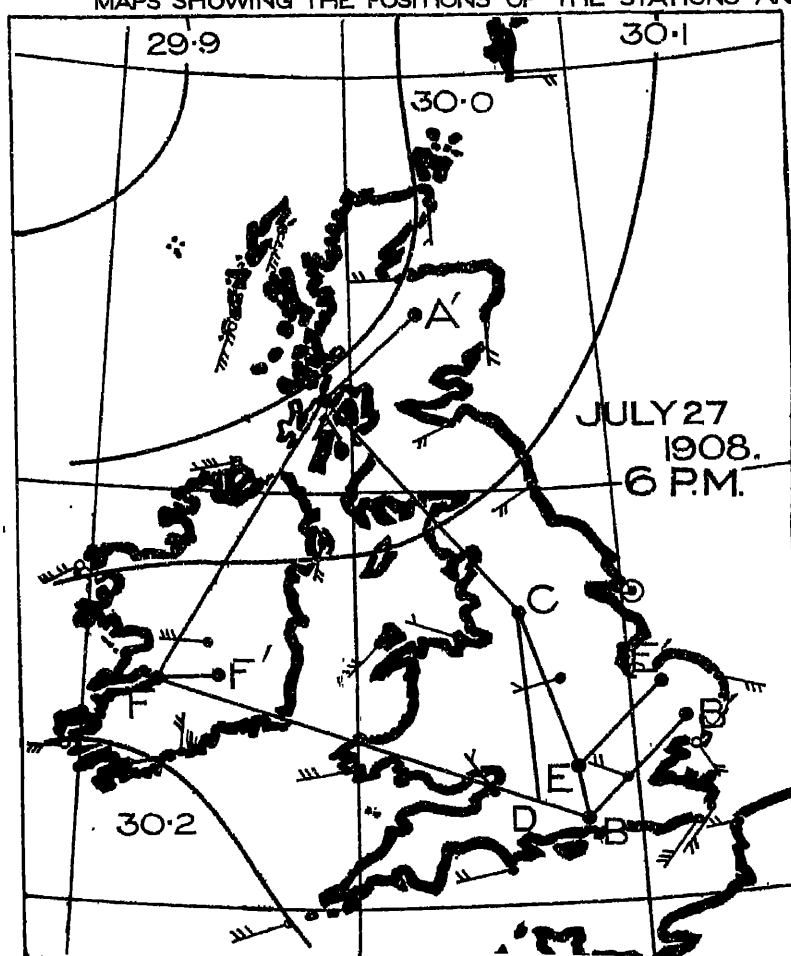 MAPS SHOWING THE POSITIONS OF THE STATIONS
29·9
30·1
30·0
A'
JULY 27
1908.
6 P.M.
C
F'
E'
F
B'
E
D
B
30·2